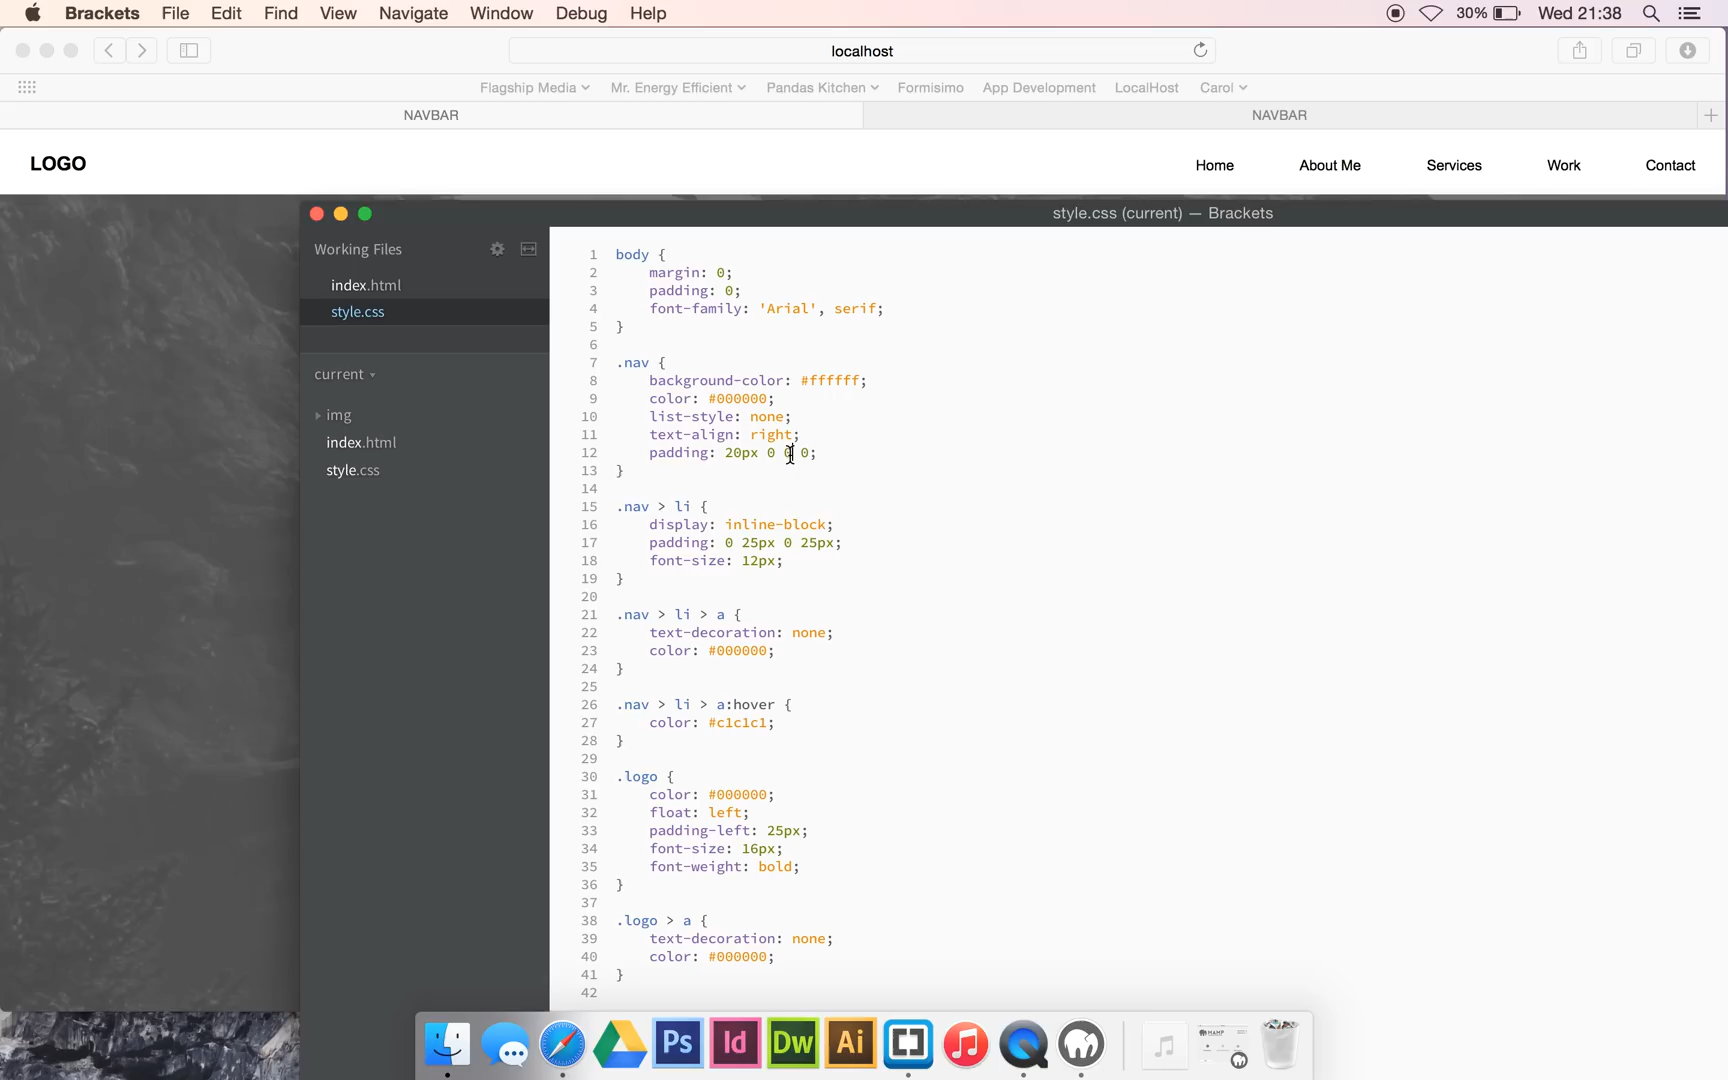 Brackets File Edit Find View Navigate Window Debug Help 30% Wed 21:38
localhost
Flagship Media Mr. Energy Efficient Pandas Kitchen Formisimo App Development LocalHost Carol
NAVBAR NAVBAR
LOGO Home About Me Services Work Contact
style.css (current) — Brackets
Working Files
index.html
style.css
current
img
index.html
style.css
1 body {
2 margin: 0;
3 padding: 0;
4 font-family: 'Arial', serif;
5 }
6
7 .nav {
8 background-color: #ffffff;
9 color: #000000;
10 list-style: none;
11 text-align: right;
12 padding: 20px 0 0 0;
13 }
14
15 .nav > li {
16 display: inline-block;
17 padding: 0 25px 0 25px;
18 font-size: 12px;
19 }
20
21 .nav > li > a {
22 text-decoration: none;
23 color: #000000;
24 }
25
26 .nav > li > a:hover {
27 color: #c1c1c1;
28 }
29
30 .logo {
31 color: #000000;
32 float: left;
33 padding-left: 25px;
34 font-size: 16px;
35 font-weight: bold;
36 }
37
38 .logo > a {
39 text-decoration: none;
40 color: #000000;
41 }
42
Ps Id Dw Ai
MAMP